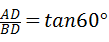 AD/BD = tan60°